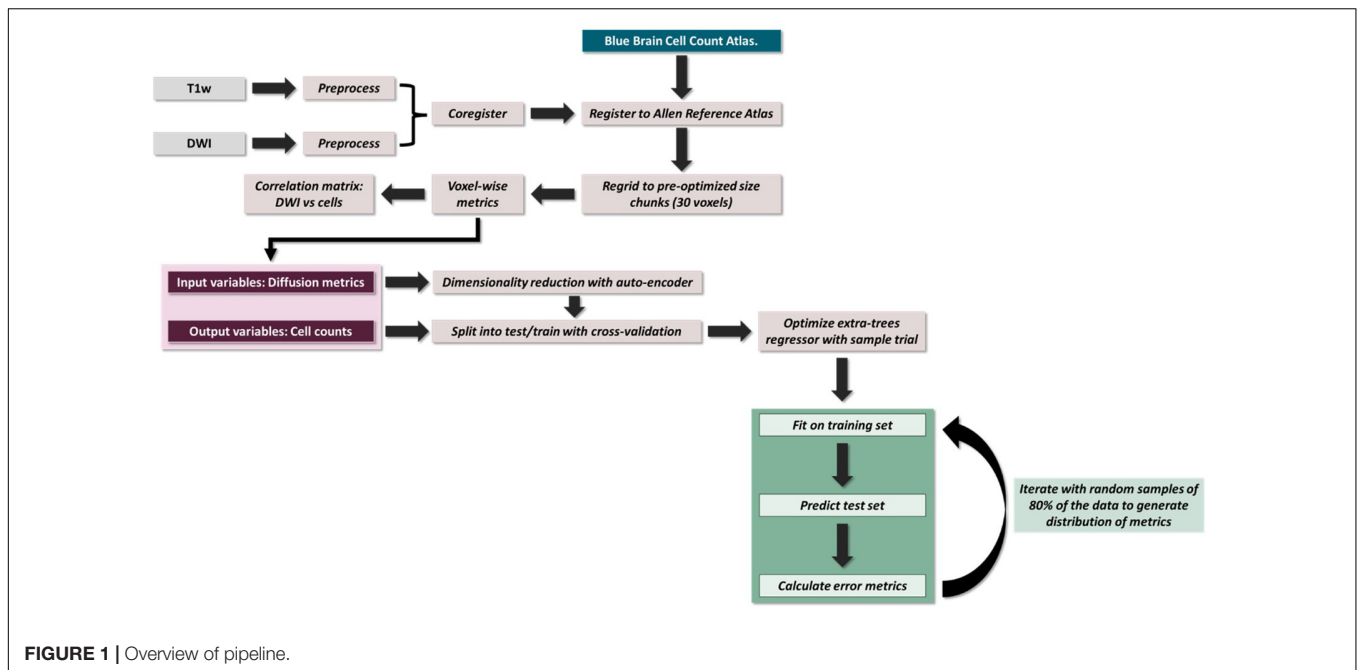 Blue Brain Cell Count Atlas.
T1w
Preprocess
Coregister
Register to Allen Reference Atlas
DWI
Preprocess
Correlation matrix:
DWI vs cells
Voxel-wise
metrics
Regrid to pre-optimized size
chunks (30 voxels)
Input variables: Diffusion metrics
Dimensionality reduction with auto-encoder
Output variables: Cell counts
Split into test/train with cross-validation
Optimize extra-trees
regressor with sample trial
Fit on training set
Predict test set
Calculate error metrics
Iterate with random samples of
80% of the data to generate
distribution of metrics
FIGURE 1 | Overview of pipeline.